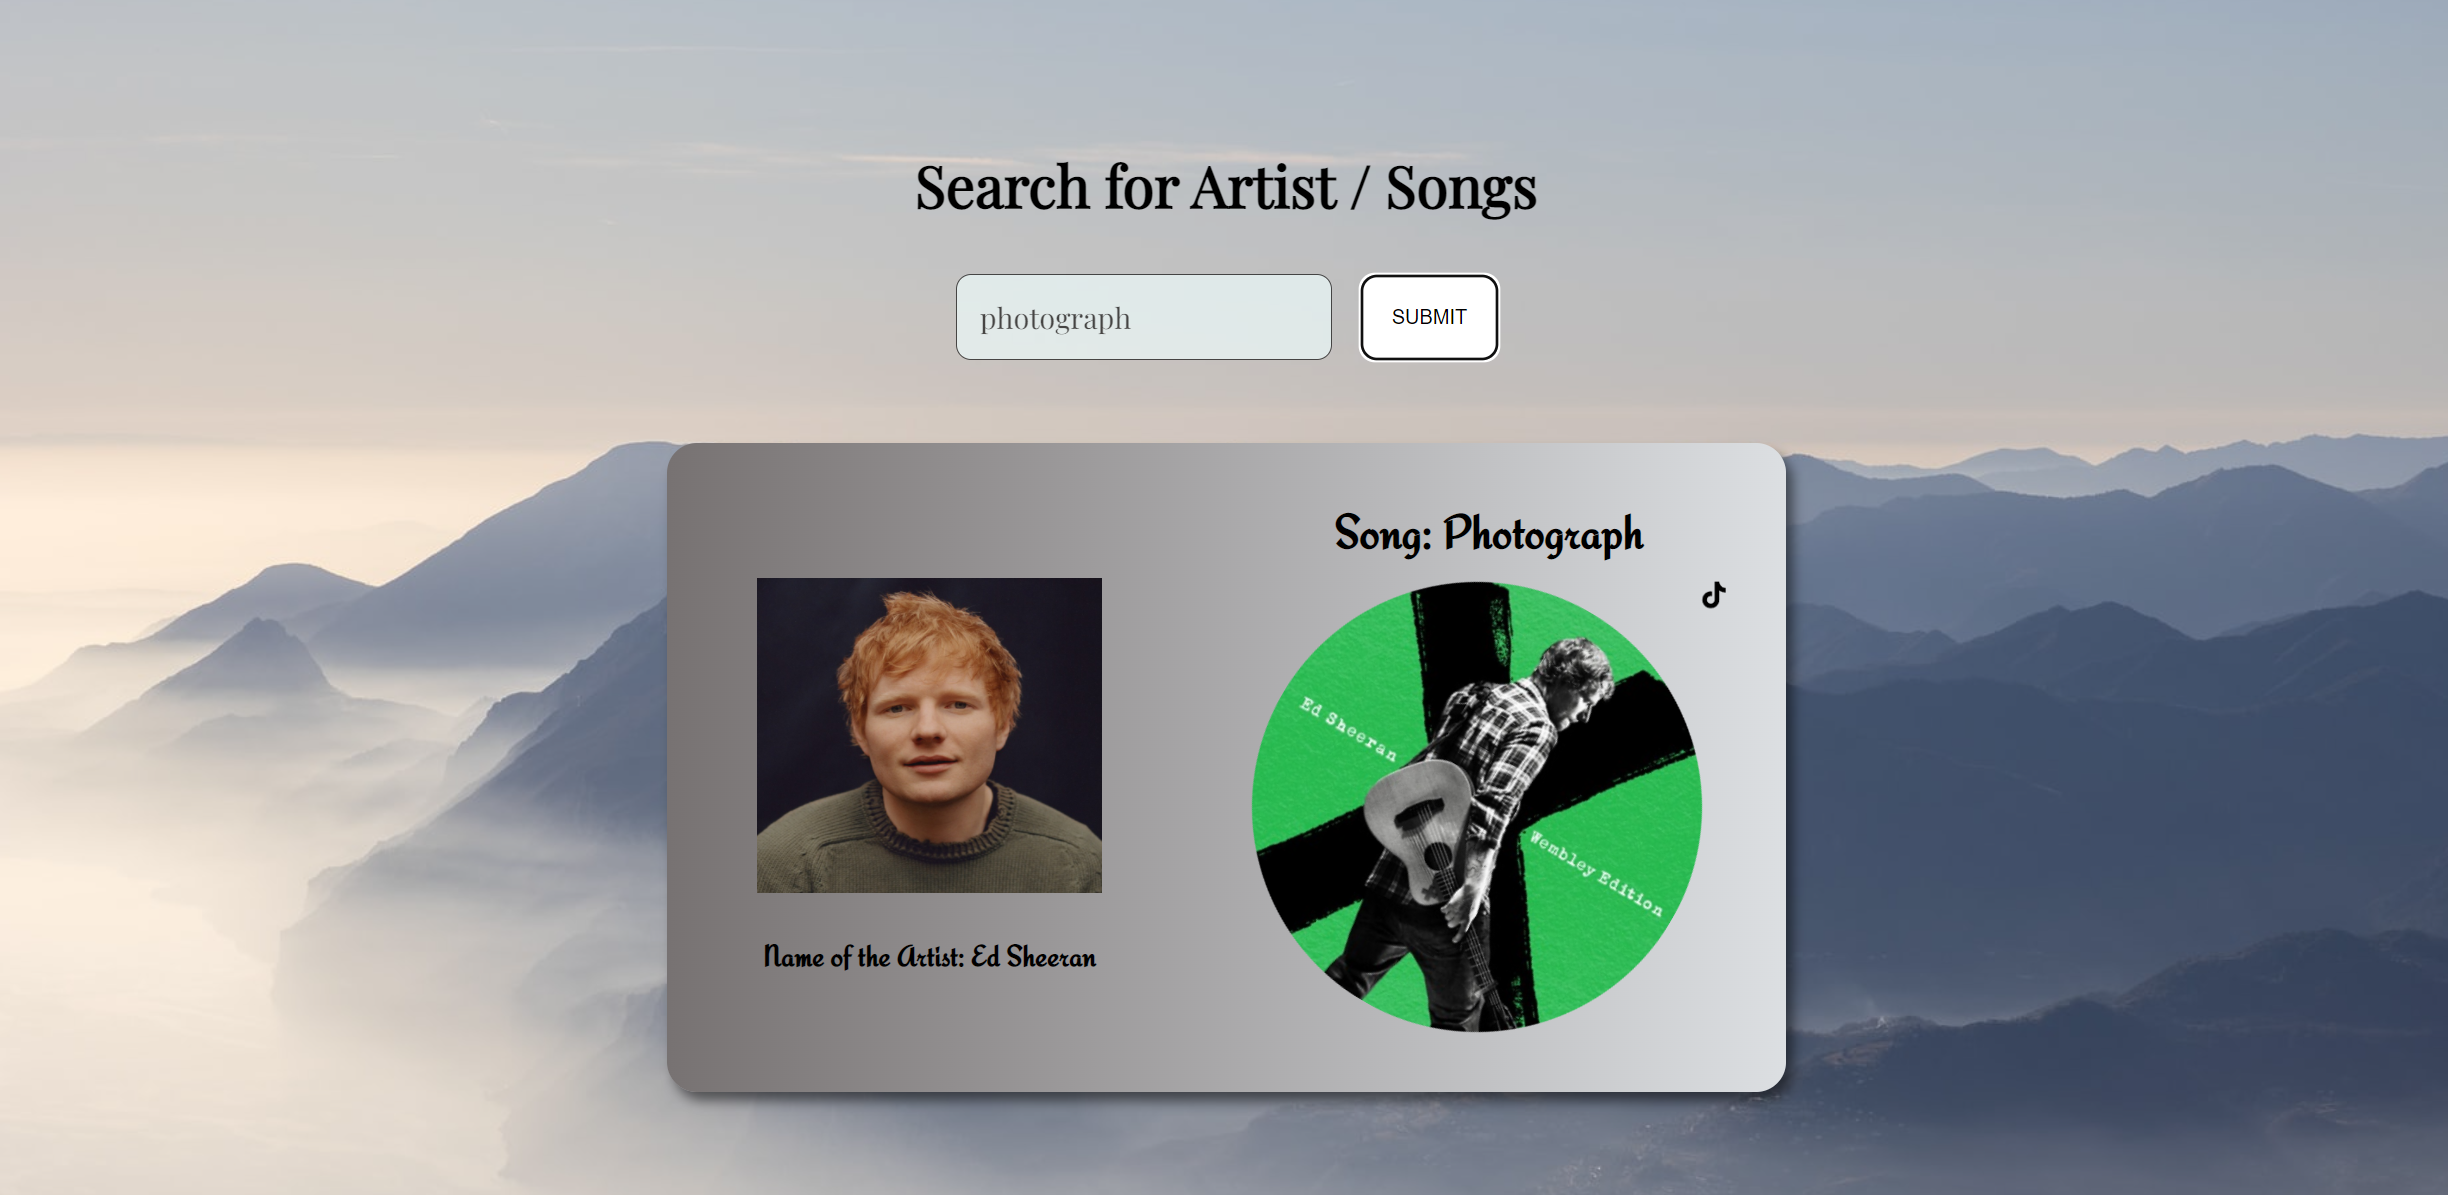 Search for Artist / Songs
photograph
SUBMIT
Song: Photograph
Ed Sheeran
Wembley Edition
Name of the Artist: Ed Sheeran